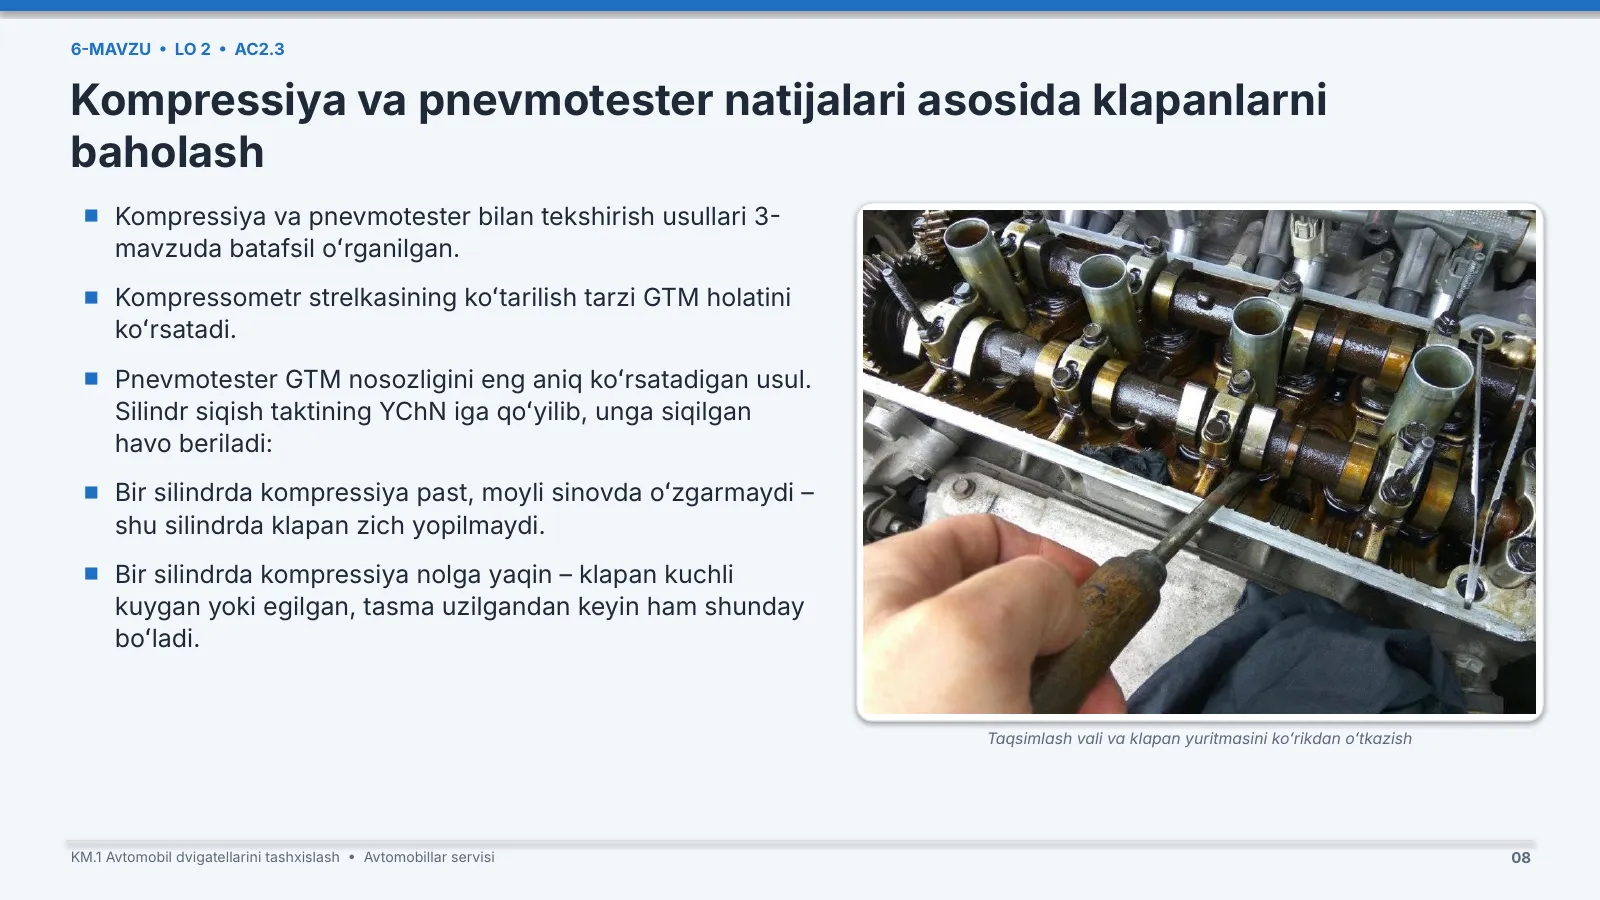 6-MAVZU • LO 2 • AC2.3
Kompressiya va pnevmotester natijalari asosida klapanlarni
baholash
Kompressiya va pnevmotester bilan tekshirish usullari 3-
mavzuda batafsil oʻrganilgan.
Kompressometr strelkasining koʻtarilish tarzi GTM holatini
koʻrsatadi.
Pnevmotester GTM nosozligini eng aniq koʻrsatadigan usul.
Silindr siqish taktining YChN iga qoʻyilib, unga siqilgan
havo beriladi:
Bir silindrda kompressiya past, moyli sinovda oʻzgarmaydi –
shu silindrda klapan zich yopilmaydi.
Bir silindrda kompressiya nolga yaqin – klapan kuchli
kuygan yoki egilgan, tasma uzilgandan keyin ham shunday
boʻladi.
Taqsimlash vali va klapan yuritmasini koʻrikdan oʻtkazish
KM.1 Avtomobil dvigatellarini tashxislash • Avtomobillar servisi
08